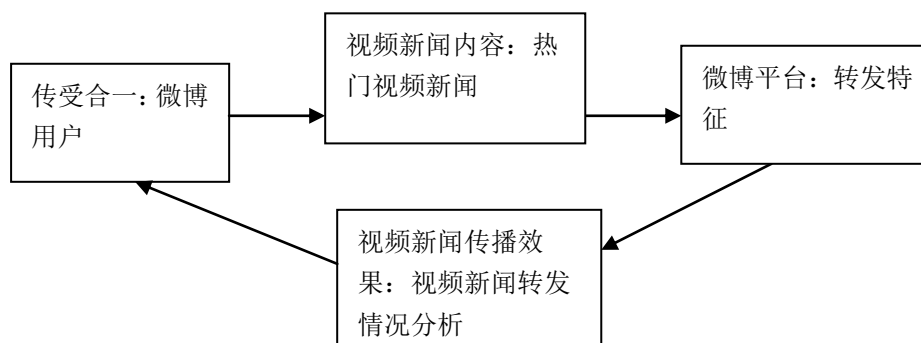 传受合一：微博
用户
视频新闻内容：热
门视频新闻
微博平台：转发特
征
视频新闻传播效
果：视频新闻转发
情况分析